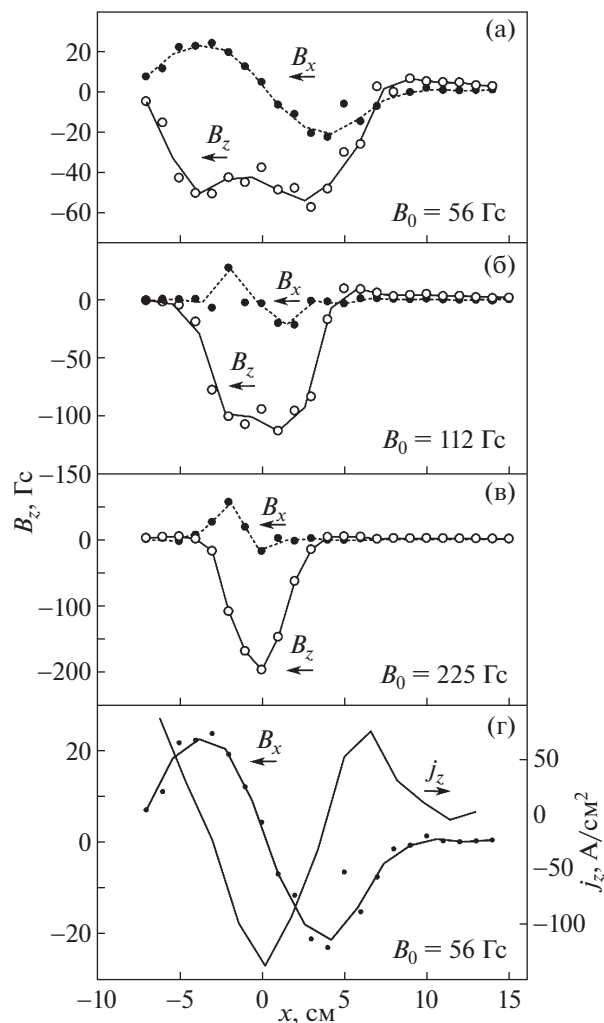 (а)
20
0
−20
−40
−60
B_x
B_z
B_0 = 56 Гс
(б)
0
−50
−100
−150
B_x
B_z
B_0 = 112 Гс
B_z, Гс
(в)
0
−100
−200
B_x
B_z
B_0 = 225 Гс
(г)
20
0
−20
B_x
j_z
50
0
−50
−100
j_z, А/см²
B_0 = 56 Гс
−10 −5 0 5 10 15
x, см